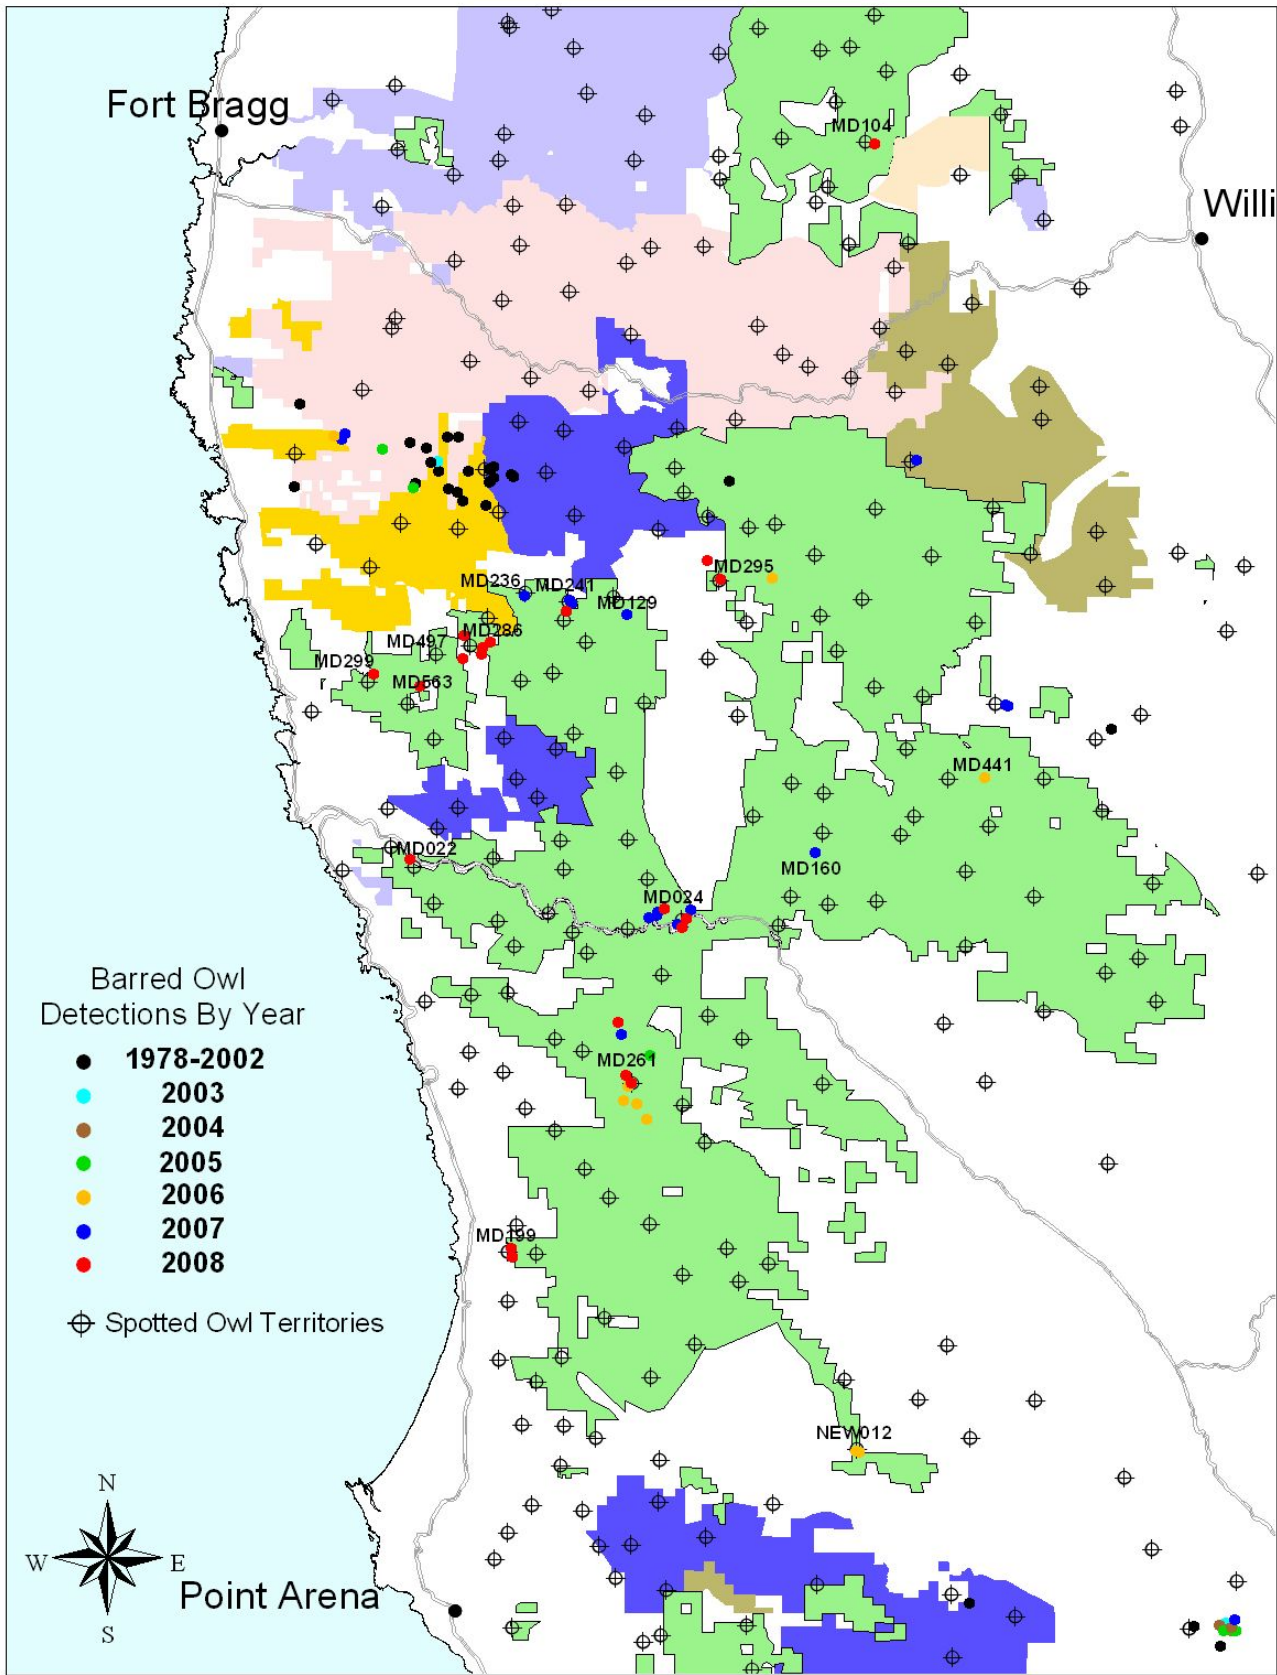 Fort Bragg
MD104
Willi
MD295
MD236
MD241
MD129
MD286
MD497
MD299
r
MD563
MD441
MD022
MD160
MD024
Barred Owl
Detections By Year
1978-2002
2003
2004
2005
2006
2007
2008
Spotted Owl Territories
MD261
MD199
NEW012
N
W E
S
Point Arena